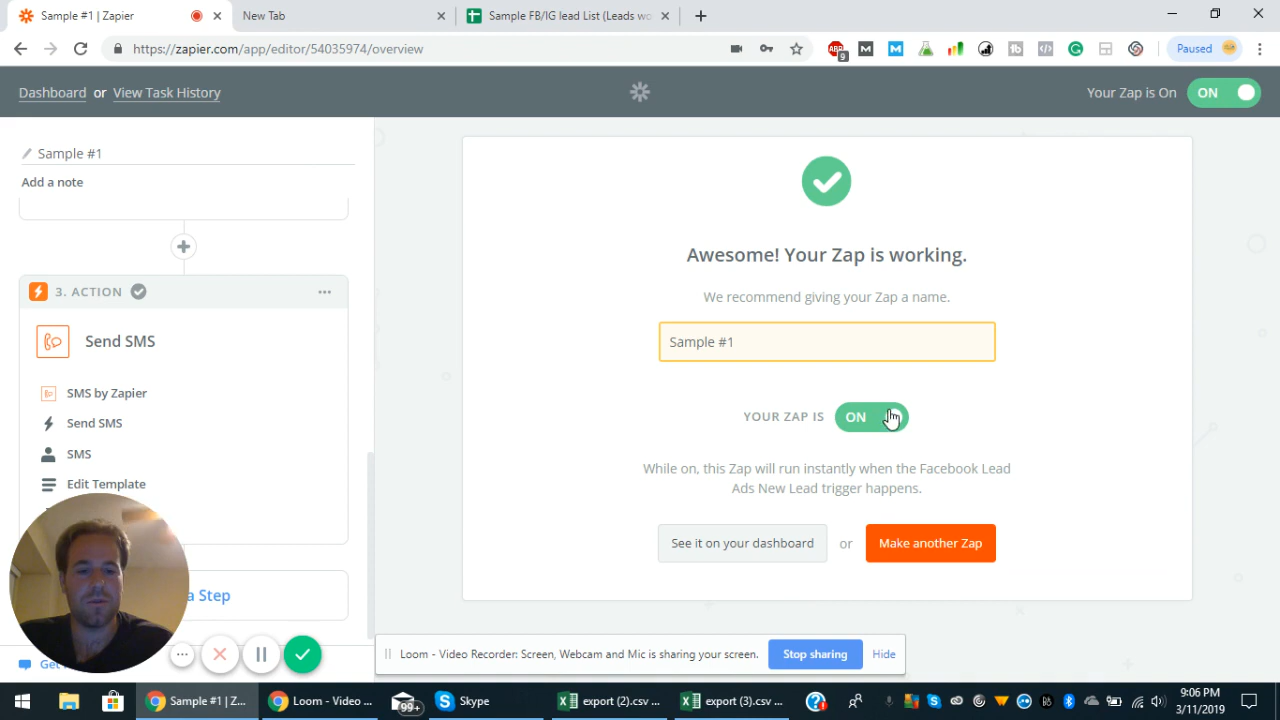 Sample #1 | Zapier
New Tab
Sample FB/IG lead List (Leads wo
https://zapier.com/app/editor/54035974/overview
ABP
9
M
M
tb
G
Paused
Dashboard or View Task History
Your Zap is On
ON
Sample #1
Add a note
3. ACTION
Send SMS
SMS by Zapier
Send SMS
SMS
Edit Template
a Step
Get
Awesome! Your Zap is working.
We recommend giving your Zap a name.
Sample #1
YOUR ZAP IS
ON
While on, this Zap will run instantly when the Facebook Lead
Ads New Lead trigger happens.
See it on your dashboard
or
Make another Zap
Loom - Video Recorder: Screen, Webcam and Mic is sharing your screen.
Stop sharing
Hide
Sample #1 | Z...
Loom - Video ...
99+
Skype
export (2).csv ...
export (3).csv ...
9:06 PM
3/11/2019